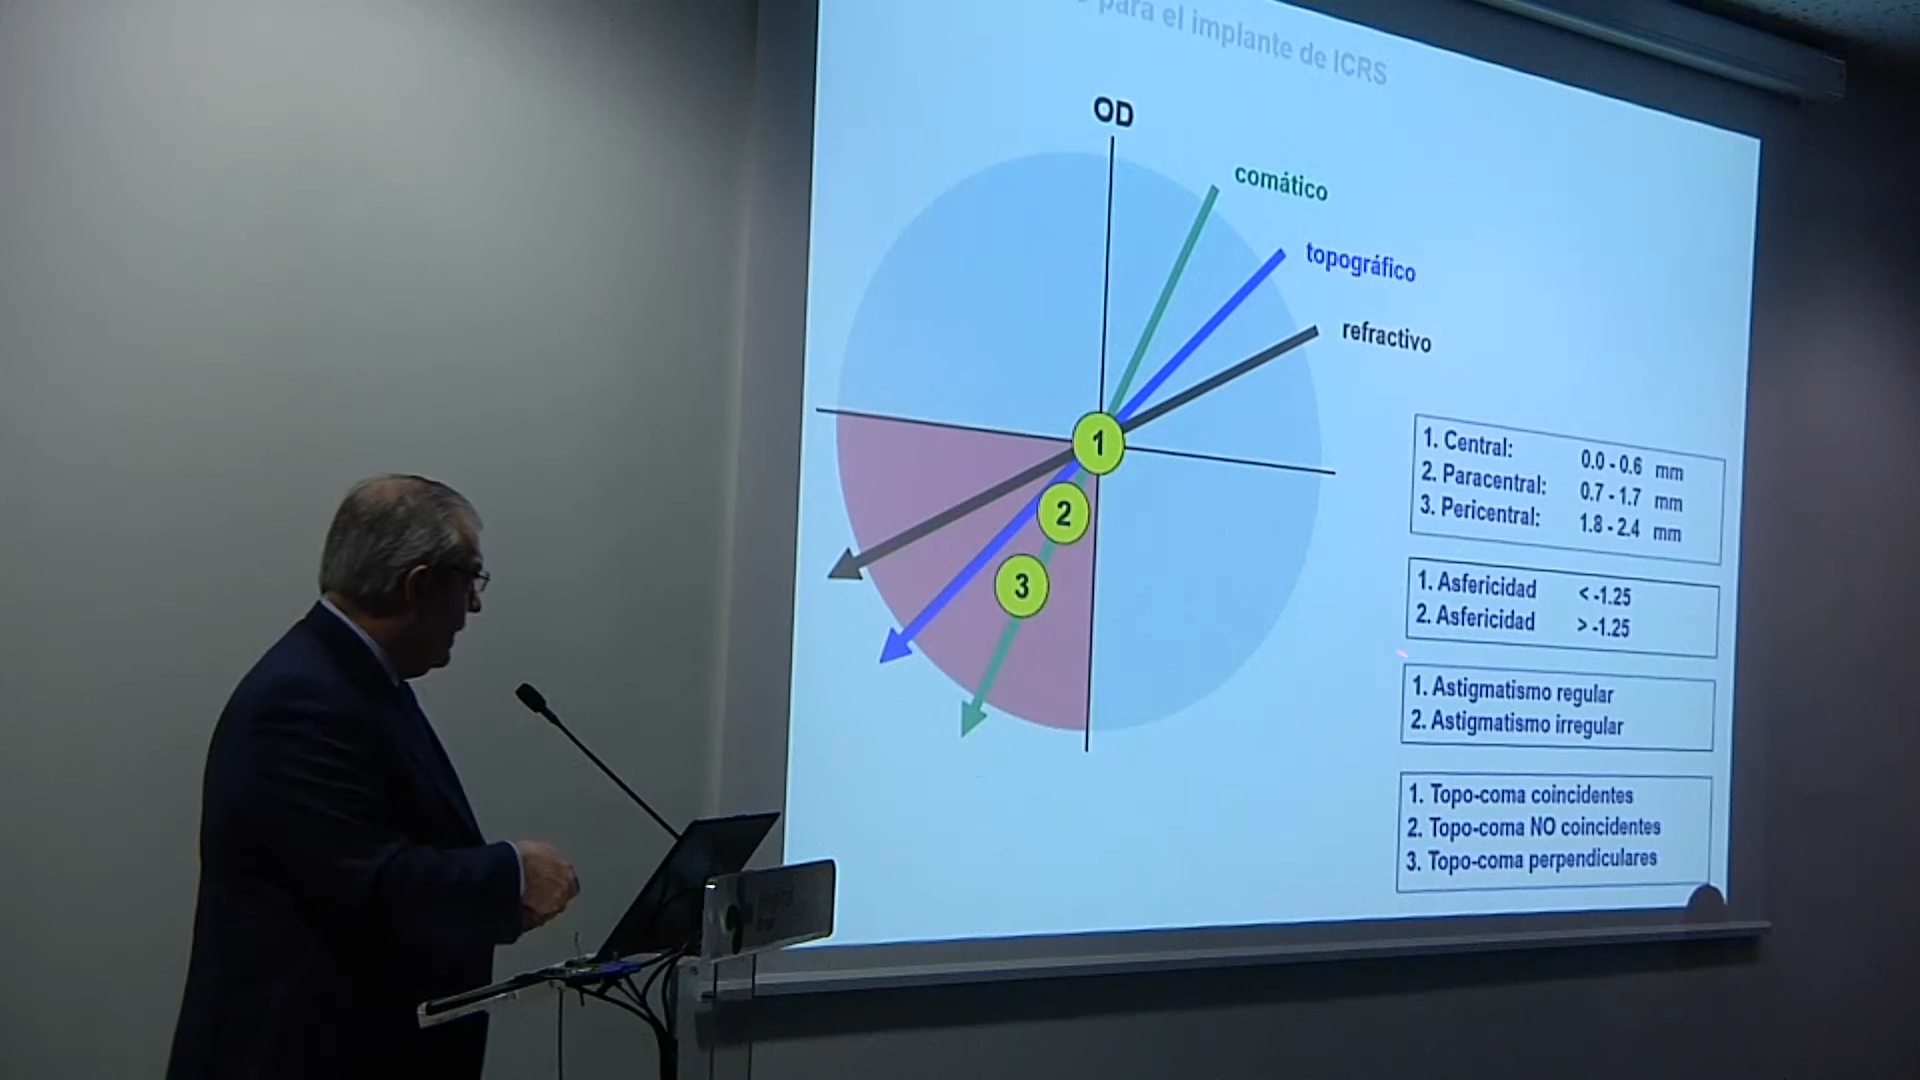 para el implante de ICRS
OD
comático
topográfico
refractivo
1
2
3
1. Central: 0.0 - 0.6 mm
2. Paracentral: 0.7 - 1.7 mm
3. Pericentral: 1.8 - 2.4 mm
1. Asfericidad < -1.25
2. Asfericidad > -1.25
1. Astigmatismo regular
2. Astigmatismo irregular
1. Topo-coma coincidentes
2. Topo-coma NO coincidentes
3. Topo-coma perpendiculares